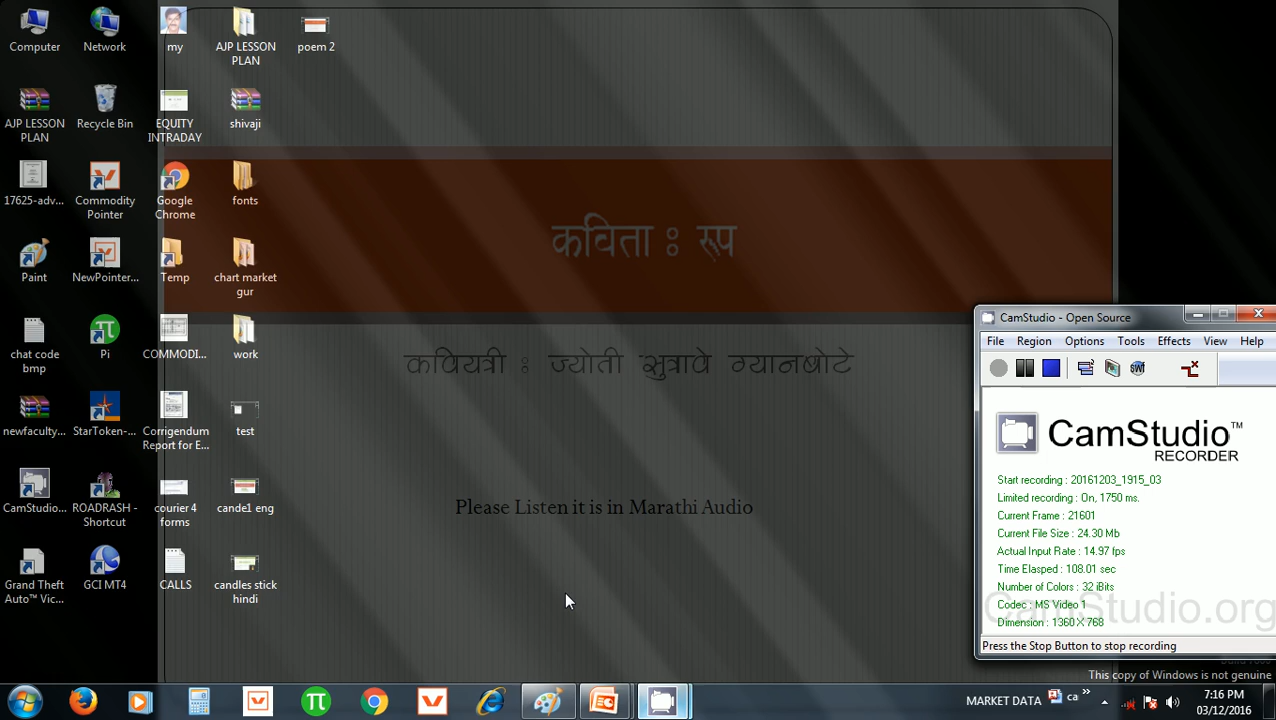 Computer
Network
my
AJP LESSON
PLAN
poem 2
AJP LESSON
PLAN
Recycle Bin
EQUITY
INTRADAY
shivaji
17625-adv...
Commodity
Pointer
Google
Chrome
fonts
Paint
NewPointer...
Temp
chart market
gur
chat code
bmp
Pi
COMMODI...
work
newfaculty...
StarToken-...
Corrigendum
Report for E...
test
CamStudio...
ROADRASH -
Shortcut
courier 4
forms
cande1 eng
Grand Theft
Auto™ Vic...
GCI MT4
CALLS
candles stick
hindi
कविता : रूप
कवियत्री : ज्योती सुत्रावे ग्यानबोटे
Please Listen it is in Marathi Audio
CamStudio - Open Source
File Region Options Tools Effects View Help
CamStudio™
RECORDER
Start recording : 20161203_1915_03
Limited recording : On, 1750 ms.
Current Frame : 21601
Current File Size : 24.30 Mb
Actual Input Rate : 14.97 fps
Time Elasped : 108.01 sec
Number of Colors : 32 iBits
Codec : MS Video 1
Dimension : 1360 X 768
CamStudio.org
Press the Stop Button to stop recording
This copy of Windows is not genuine
MARKET DATA
ca
»
7:16 PM
03/12/2016